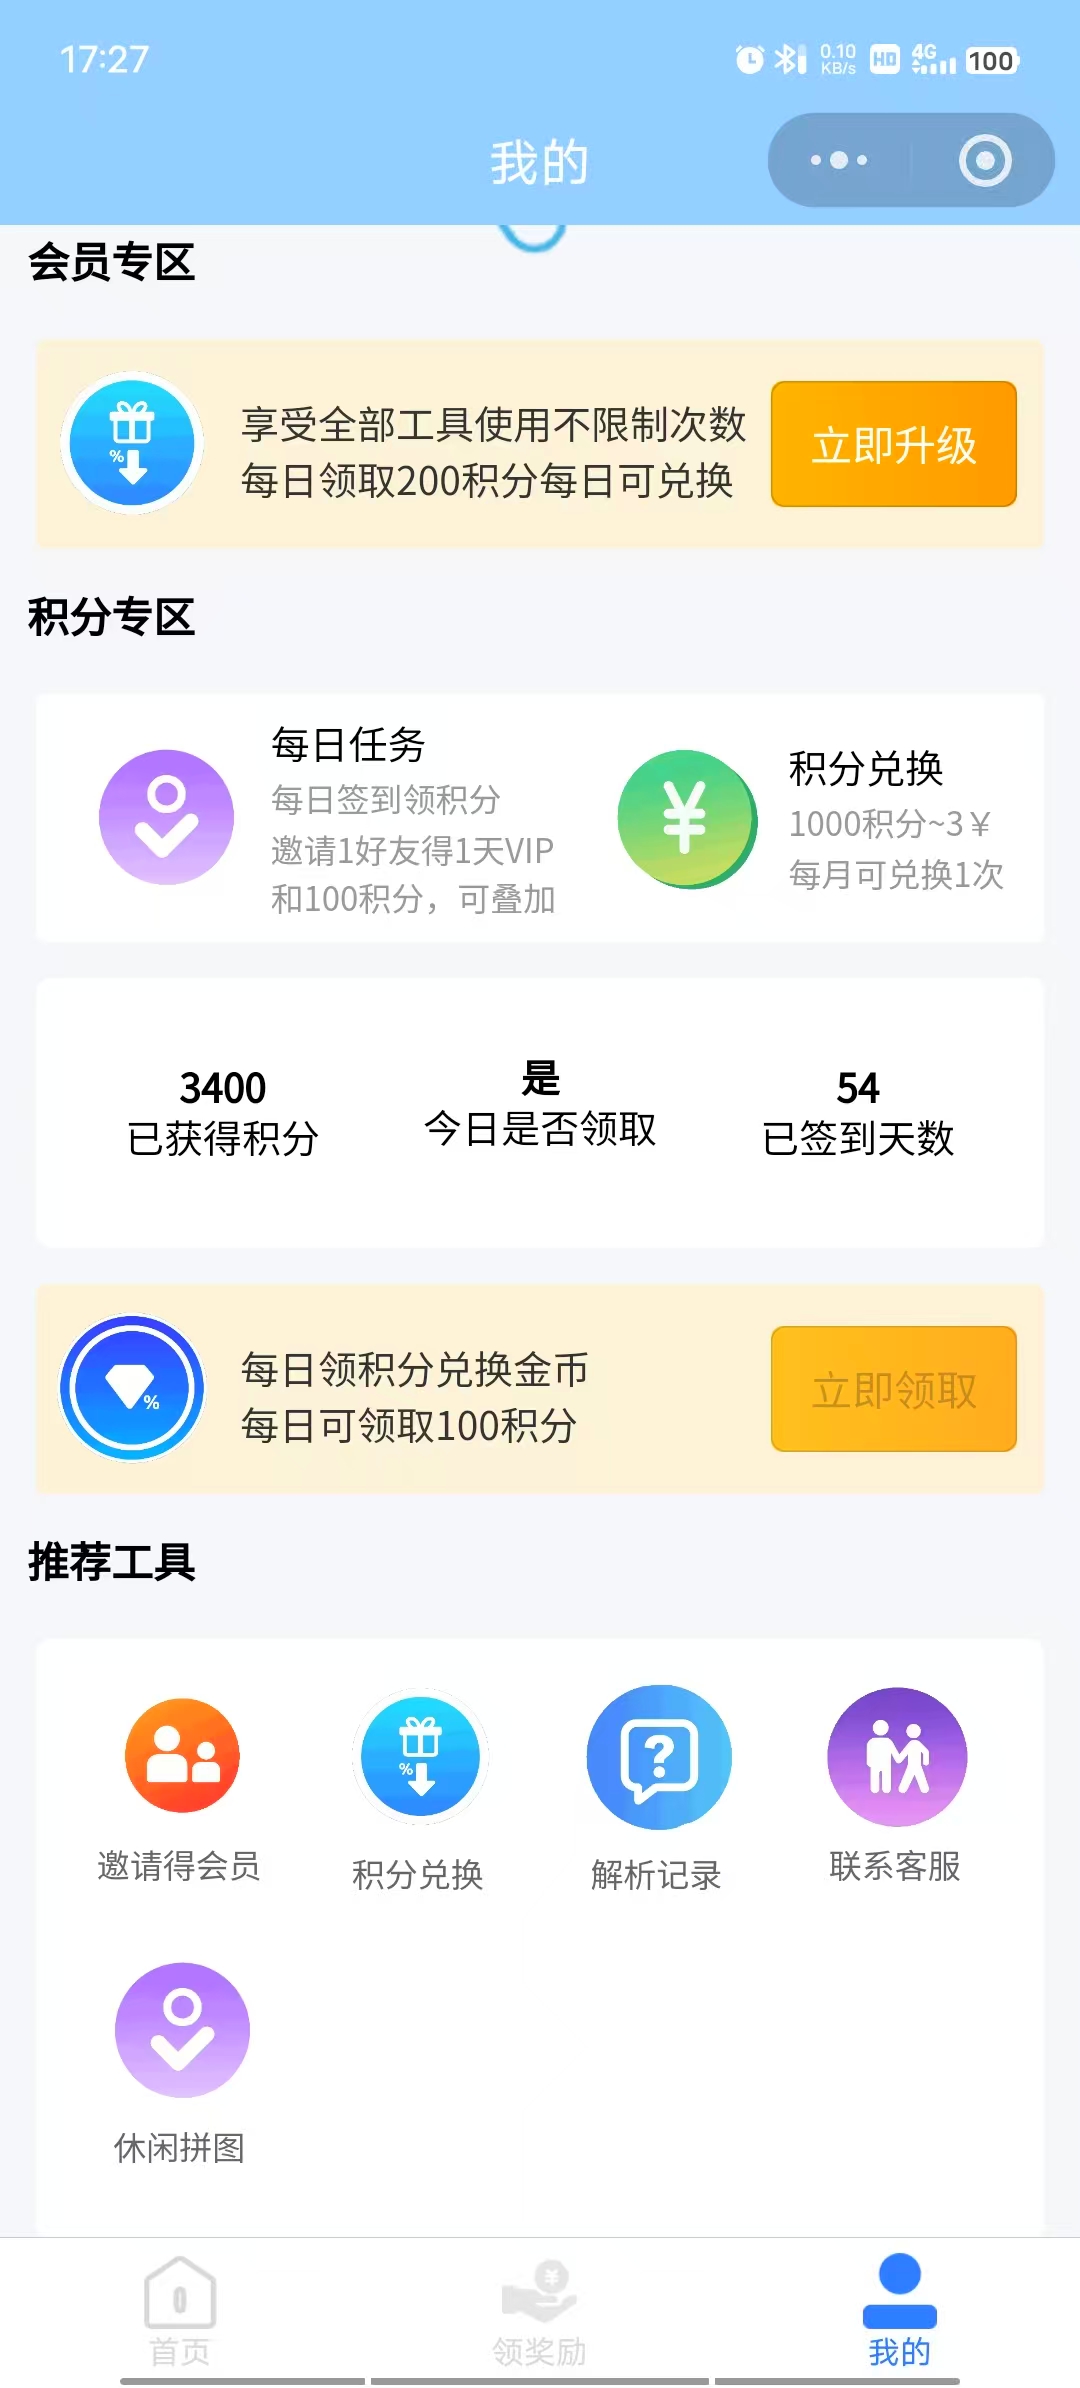 17:27
0.10
KB/s
HD
4G
100
我的
会员专区
享受全部工具使用不限制次数
每日领取200积分每日可兑换
立即升级
%
积分专区
每日任务
每日签到领积分
邀请1好友得1天VIP
和100积分，可叠加
¥
积分兑换
1000积分~3￥
每月可兑换1次
3400
已获得积分
是
今日是否领取
54
已签到天数
%
每日领积分兑换金币
每日可领取100积分
立即领取
推荐工具
%
?
邀请得会员
积分兑换
解析记录
联系客服
休闲拼图
0
¥
首页
领奖励
我的